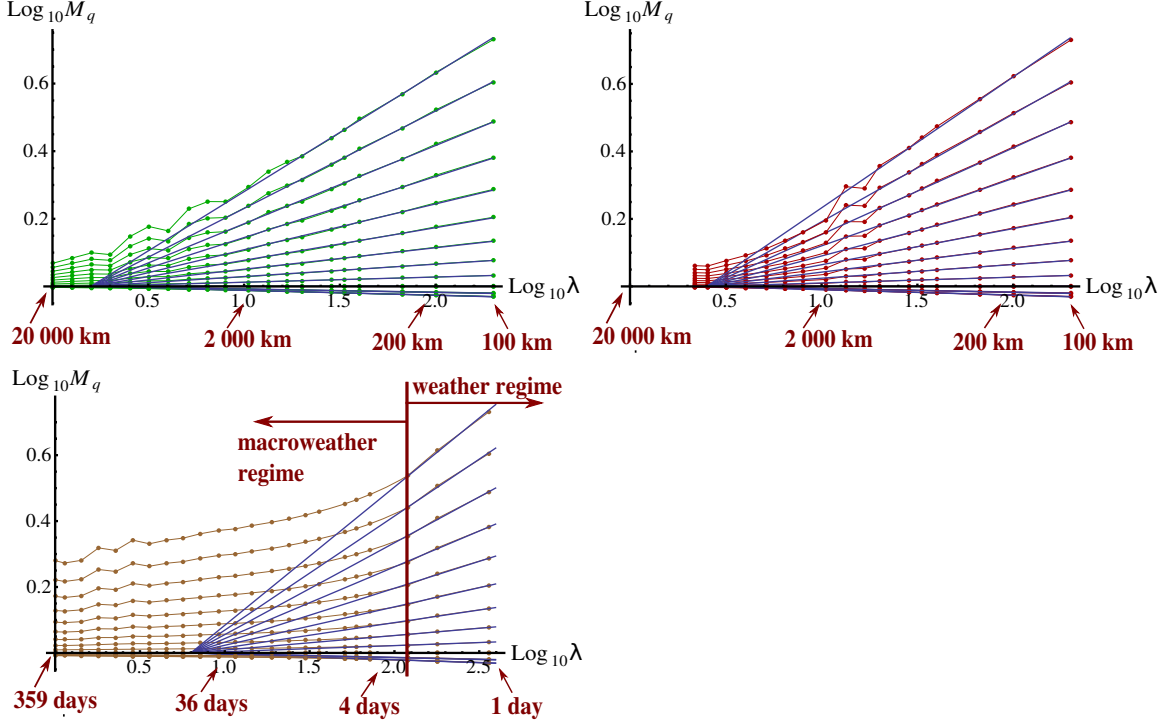 Log10Mq
0.6
0.4
0.2
0.5
1.0
1.5
2.0
Log10λ
20 000 km
2 000 km
200 km
100 km
Log10Mq
0.6
0.4
0.2
0.5
1.0
1.5
2.0
Log10λ
20 000 km
2 000 km
200 km
100 km
Log10Mq
weather regime
macroweather
regime
0.6
0.4
0.2
0.5
1.0
1.5
2.0
2.5
Log10λ
359 days
36 days
4 days
1 day